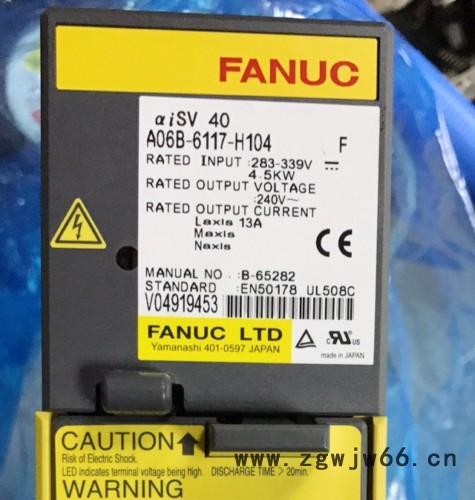 FANUC
αiSV 40
A06B-6117-H104 F
RATED INPUT :283-339V ⎓
4.5KW
RATED OUTPUT VOLTAGE
:240V~
RATED OUTPUT CURRENT
Laxis 13A
Maxis
Naxis
CE
MANUAL NO. :B-65282
STANDARD :EN50178 UL508C
V04919453
FANUC LTD
Yamanashi 401-0597 JAPAN
c RU us
made in JAPAN
CAUTION
Risk of Electric Shock.
LED indicates terminal voltage being high. DISCHARGE TIME > 20min.
WARNING
www.zgwjw66.cn